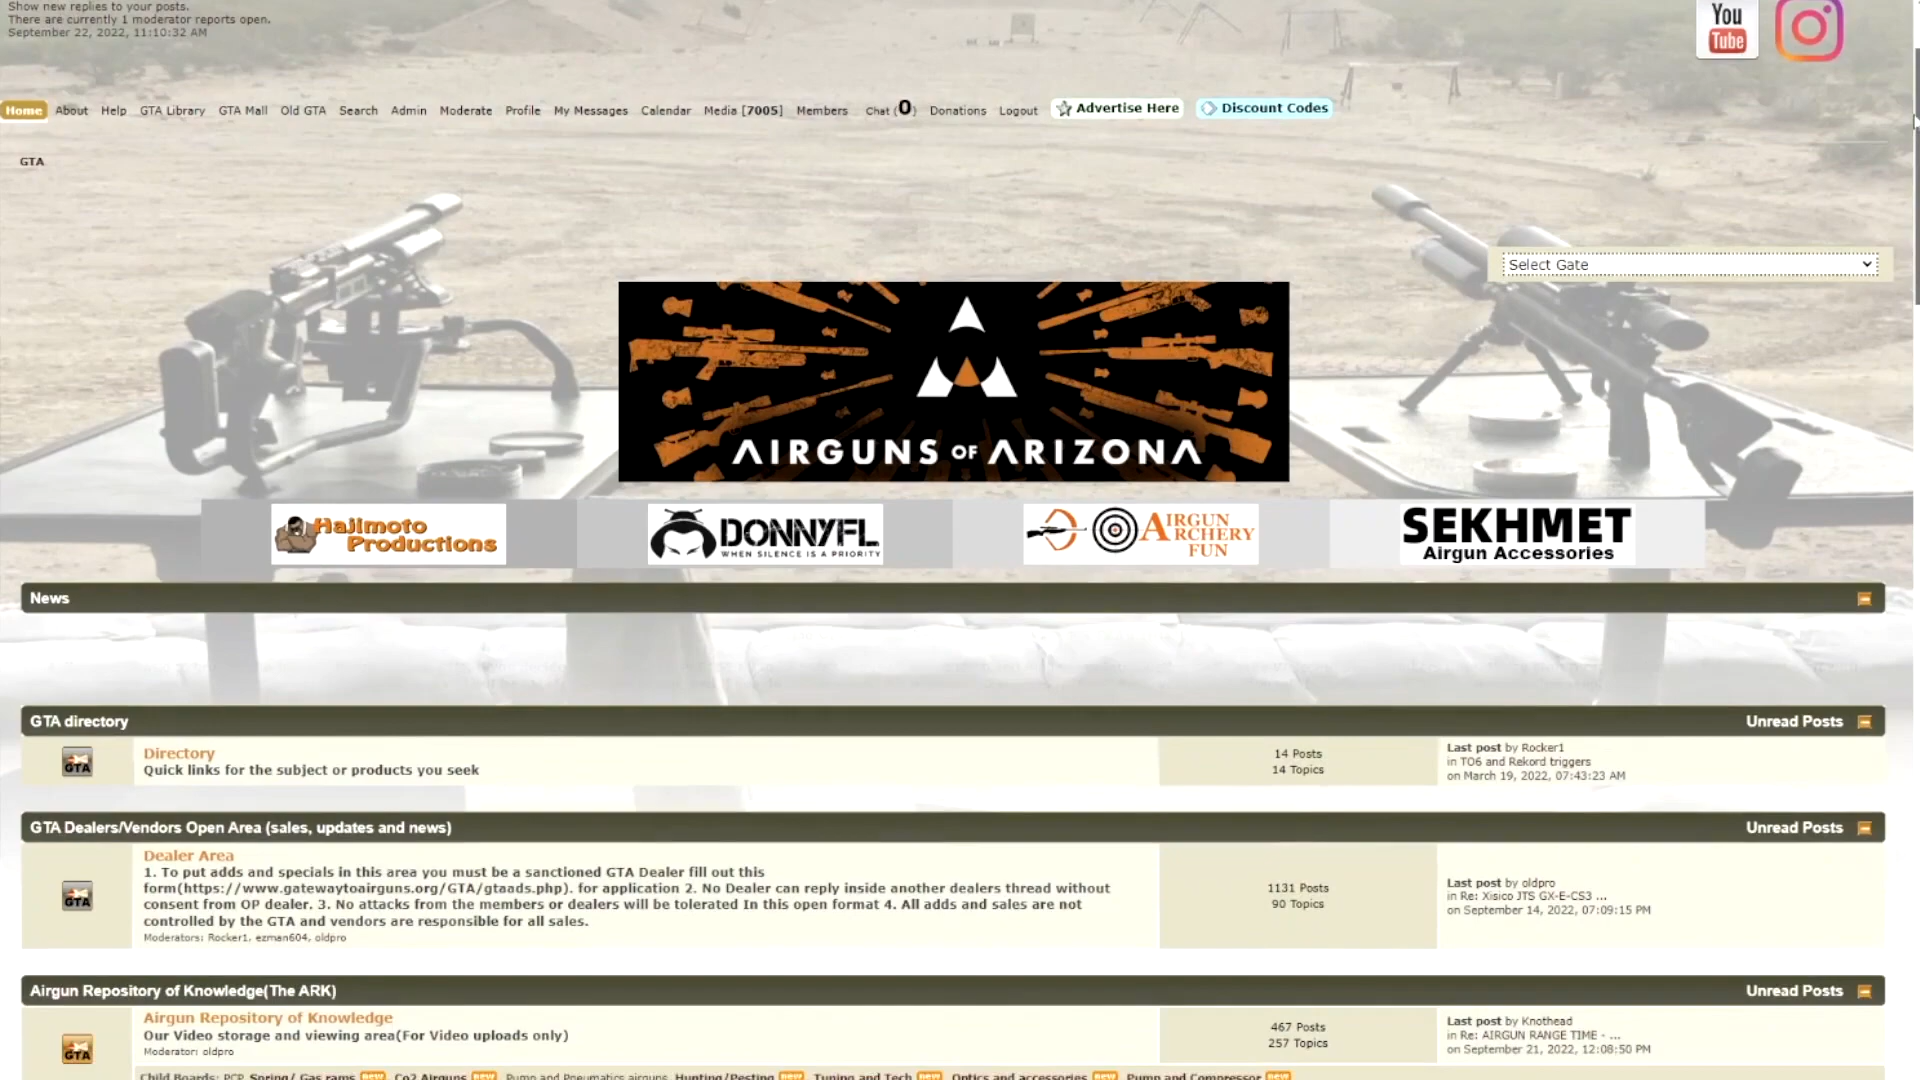 Show new replies to your posts.
There are currently 1 moderator reports open.
September 22, 2022, 11:10:32 AM
You
Tube
Home About Help GTA Library GTA Mall Old GTA Search Admin Moderate Profile My Messages Calendar Media [7005] Members Chat (0) Donations Logout Advertise Here Discount Codes
GTA
Select Gate
AIRGUNS OF ARIZONA
Hajimoto
Productions
DONNYFL
WHEN SILENCE IS A PRIORITY
AIRGUN
ARCHERY
FUN
SEKHMET
Airgun Accessories
News
GTA directory Unread Posts
GTA
Directory
Quick links for the subject or products you seek
14 Posts
14 Topics
Last post by Rocker1
in TO6 and Rekord triggers
on March 19, 2022, 07:43:23 AM
GTA Dealers/Vendors Open Area (sales, updates and news) Unread Posts
GTA
Dealer Area
1. To put adds and specials in this area you must be a sanctioned GTA Dealer fill out this
form(https://www.gatewaytoairguns.org/GTA/gtaads.php). for application 2. No Dealer can reply inside another dealers thread without
consent from OP dealer. 3. No attacks from the members or dealers will be tolerated In this open format 4. All adds and sales are not
controlled by the GTA and vendors are responsible for all sales.
Moderators: Rocker1, ezman604, oldpro
1131 Posts
90 Topics
Last post by oldpro
in Re: Xisico JTS GX-E-CS3 ...
on September 14, 2022, 07:09:15 PM
Airgun Repository of Knowledge(The ARK) Unread Posts
GTA
Airgun Repository of Knowledge
Our Video storage and viewing area(For Video uploads only)
Moderator: oldpro
467 Posts
257 Topics
Last post by Knothead
in Re: AIRGUN RANGE TIME - ...
on September 21, 2022, 12:08:50 PM
Child Boards: PCP, Spring/ Gas rams new, Co2 Airguns new, Pump and Pneumatics airguns, Hunting/Pesting new, Tuning and Tech new, Optics and accessories new, Pump and Compressor new